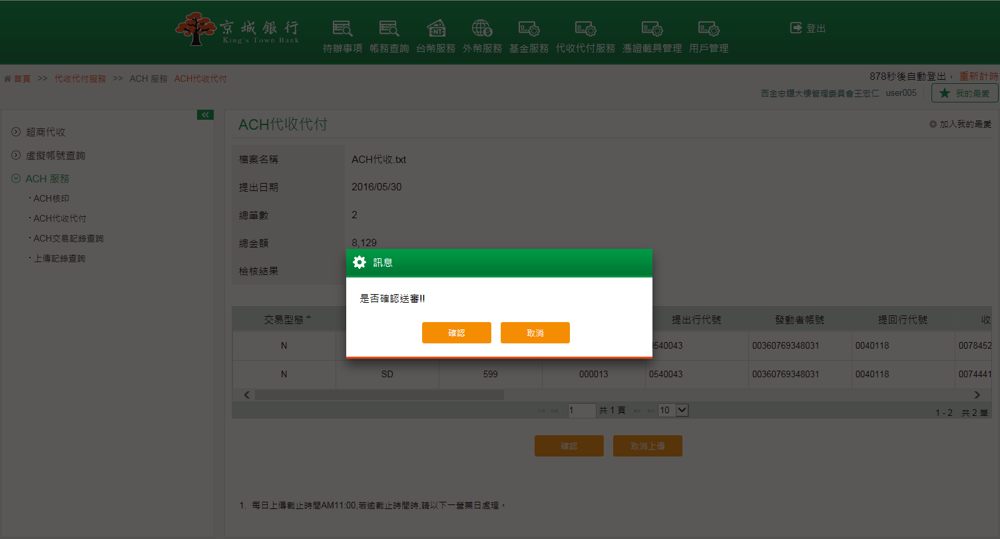 京城銀行
King's Town Bank
待辦事項 帳務查詢 台幣服務 外幣服務 基金服務 代收代付服務 憑證載具管理 用戶管理
登出
首頁 >> 代收代付服務 >> ACH 服務 ACH代收代付
878秒後自動登出， 重新計時
西金忠鑽大樓管理委員會王宏仁 user005
我的最愛
超商代收
虛擬帳號查詢
ACH 服務
ACH核印
ACH代收代付
ACH交易記錄查詢
上傳記錄查詢
ACH代收代付
加入我的最愛
檔案名稱 ACH代收.txt
提出日期 2016/05/30
總筆數 2
總金額 8,129
檢核結果
訊息
是否確認送審!!
確認 取消
交易型態 提出行代號 發動者帳號 提回行代號 收
N 0540043 00360769348031 0040118 0078452
N SD 599 000013 0540043 00360769348031 0040118 0074441
1 共 1 頁 10
1 - 2 共 2 筆
確認 取消上傳
1. 每日上傳截止時間AM11:00,若逾截止時間時,請以下一營業日處理。